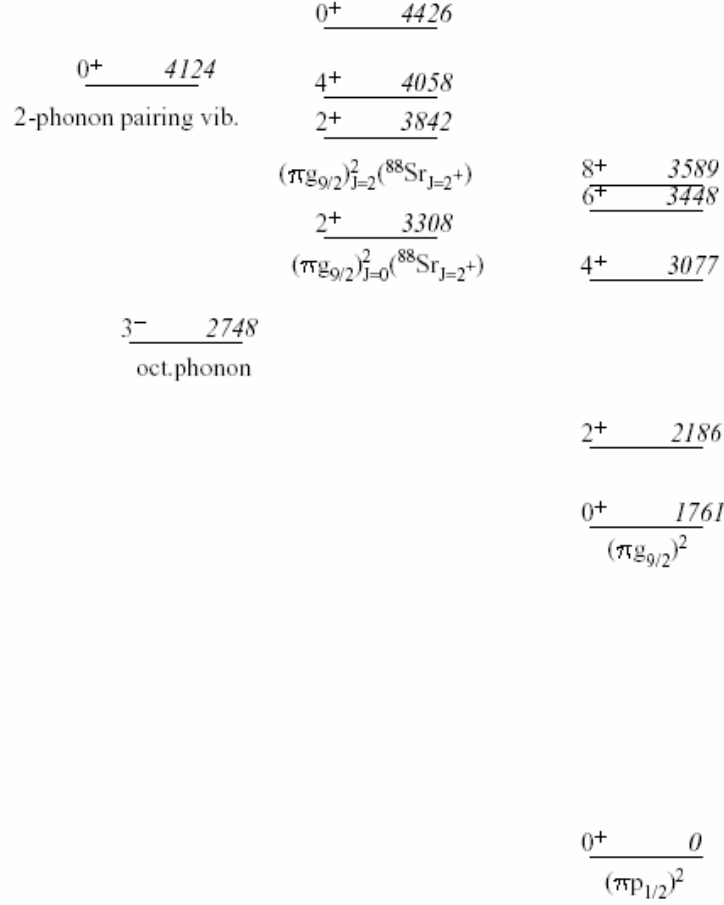 0⁺ 4426
0⁺ 4124
4⁺ 4058
2-phonon pairing vib.
2⁺ 3842
(πg₉/₂)²J=2(⁸⁸SrJ=2⁺)
8⁺ 3589
6⁺ 3448
2⁺ 3308
(πg₉/₂)²J=0(⁸⁸SrJ=2⁺)
4⁺ 3077
3⁻ 2748
oct.phonon
2⁺ 2186
0⁺ 1761
(πg₉/₂)²
0⁺ 0
(πp₁/₂)²